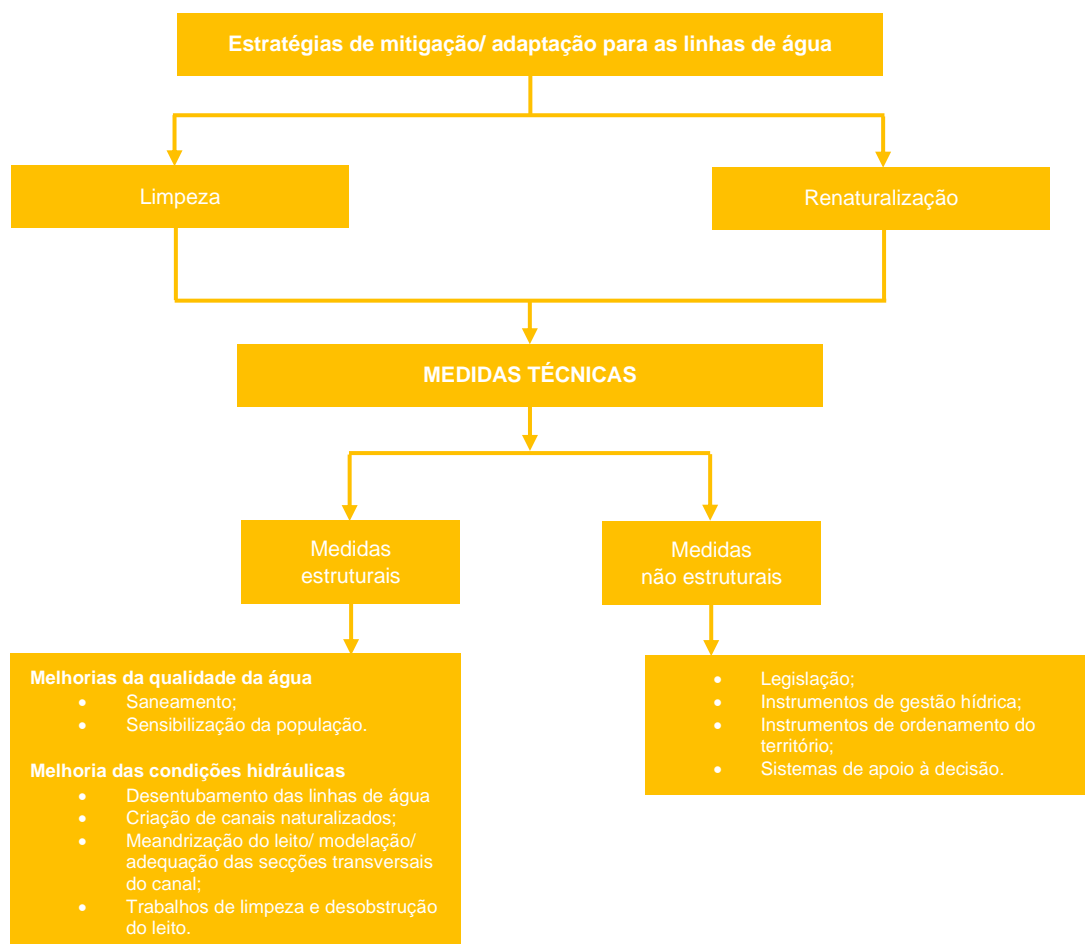 Estratégias de mitigação/ adaptação para as linhas de água
Limpeza
Renaturalização
MEDIDAS TÉCNICAS
Medidas
estruturais
Medidas
não estruturais
Melhorias da qualidade da água
• Saneamento;
• Sensibilização da população.
Melhoria das condições hidráulicas
• Desentubamento das linhas de água
• Criação de canais naturalizados;
• Meandrização do leito/ modelação/
adequação das secções transversais
do canal;
• Trabalhos de limpeza e desobstrução
do leito.
• Legislação;
• Instrumentos de gestão hídrica;
• Instrumentos de ordenamento do
território;
• Sistemas de apoio à decisão.